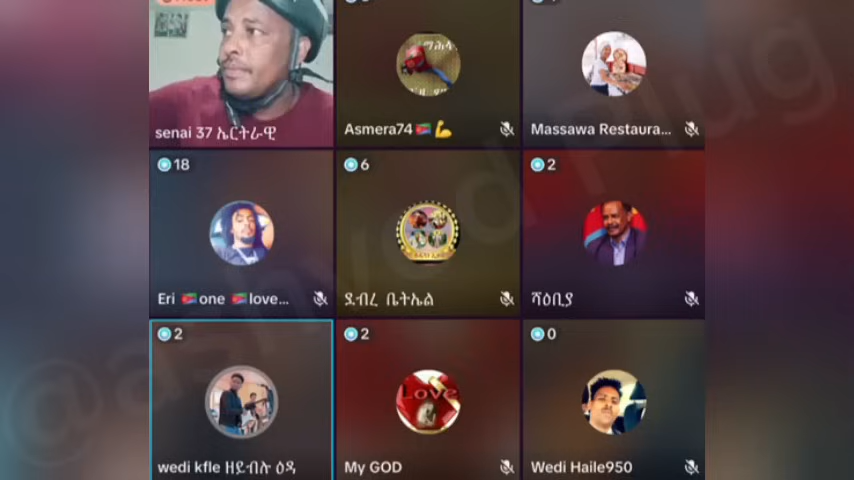 senai 37 ኤርትራዊ
Asmera74🇪🇷💪
Massawa Restaura...
18
6
2
Eri 🇪🇷one 🇪🇷love...
ደብረ ቤትኤል
ሻዕቢያ
2
2
0
Love
wedi kfle ዘይብሉ ዕዳ
My GOD
Wedi Haile950